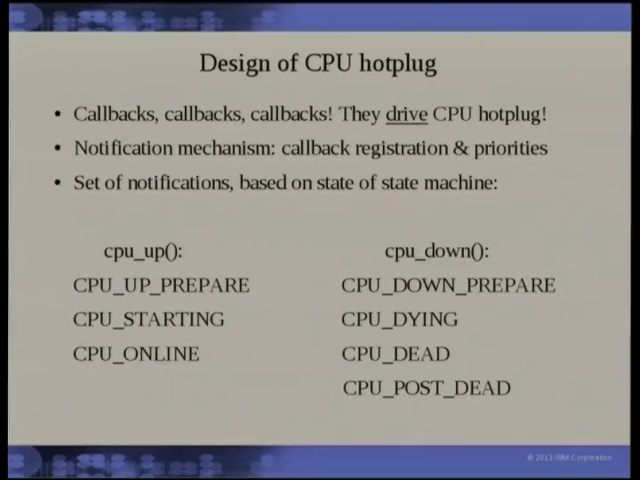 Design of CPU hotplug
• Callbacks, callbacks, callbacks! They drive CPU hotplug!
• Notification mechanism: callback registration & priorities
• Set of notifications, based on state of state machine:
cpu_up():
CPU_UP_PREPARE
CPU_STARTING
CPU_ONLINE
cpu_down():
CPU_DOWN_PREPARE
CPU_DYING
CPU_DEAD
CPU_POST_DEAD
© 2013 IBM Corporation